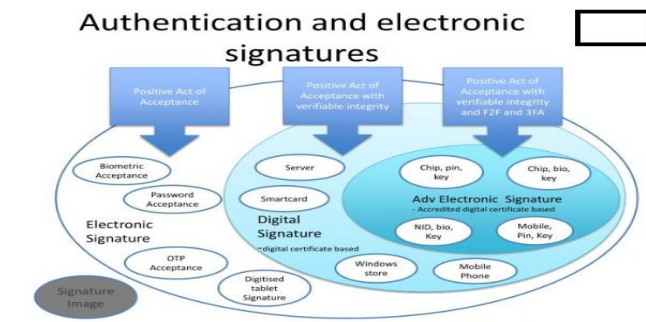 Authentication and electronic
signatures
Positive Act of
Acceptance
Positive Act of
Acceptance with
verifiable integrity
Positive Act of
Acceptance with
verifiable integrity
and F2F and 3FA
Biometric
Acceptance
Password
Acceptance
Electronic
Signature
OTP
Acceptance
Signature
Image
Digitised
tablet
Signature
Server
Smartcard
Digital
Signature
-digital certificate based
Windows
store
Mobile
Phone
Chip, pin,
key
Chip, bio,
key
Adv Electronic Signature
- Accredited digital certificate based
NID, bio,
Key
Mobile,
Pin, Key